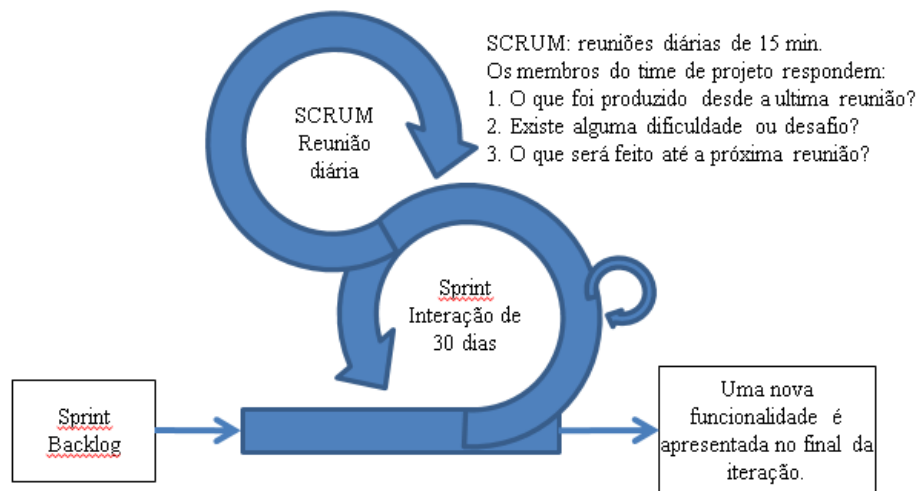 SCRUM: reuniões diárias de 15 min.
Os membros do time de projeto respondem:
1. O que foi produzido desde a ultima reunião?
2. Existe alguma dificuldade ou desafio?
3. O que será feito até a próxima reunião?
SCRUM
Reunião
diária
Sprint
Interação de
30 dias
Sprint
Backlog
Uma nova
funcionalidade é
apresentada no final da
iteração.